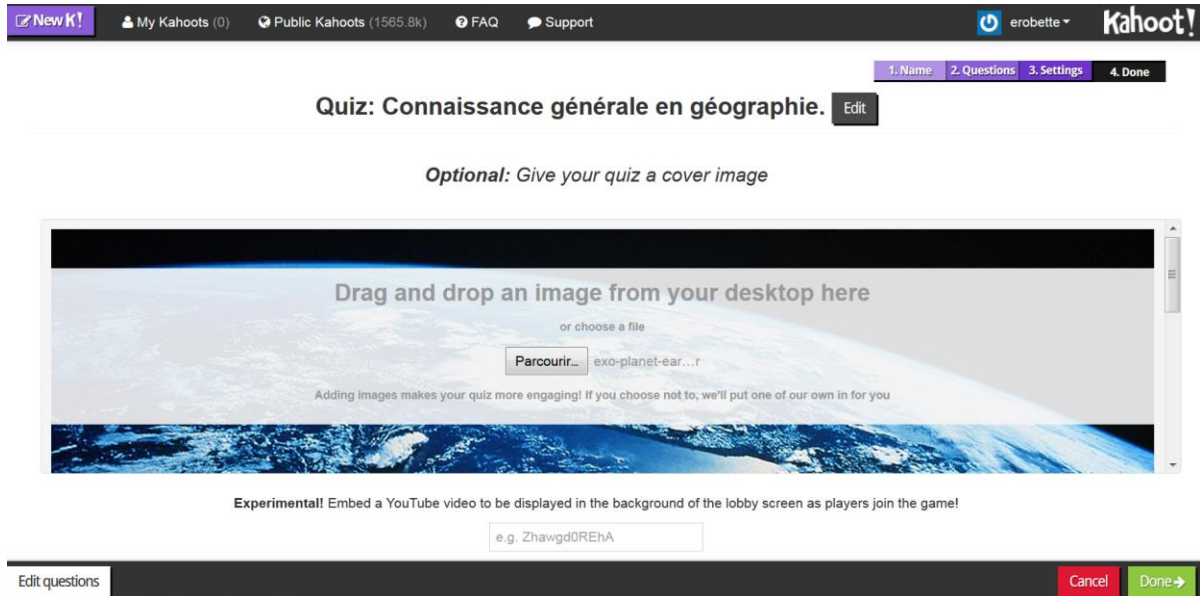 New K! My Kahoots (0) Public Kahoots (1565.8k) FAQ Support erobette Kahoot!
1. Name 2. Questions 3. Settings 4. Done
Quiz: Connaissance générale en géographie. Edit
Optional: Give your quiz a cover image
Drag and drop an image from your desktop here
or choose a file
Parcourir... exo-planet-ear...r
Adding images makes your quiz more engaging! If you choose not to, we'll put one of our own in for you
Experimental! Embed a YouTube video to be displayed in the background of the lobby screen as players join the game!
e.g. Zhawgd0REhA
Edit questions Cancel Done